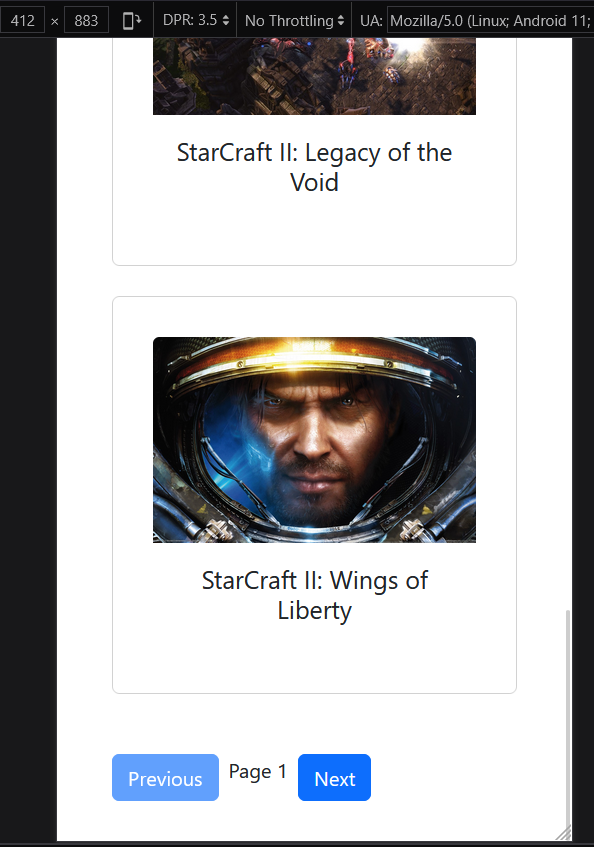 412 × 883 DPR: 3.5 No Throttling UA: Mozilla/5.0 (Linux; Android 11;
StarCraft II: Legacy of the
Void
StarCraft II: Wings of
Liberty
Previous Page 1 Next